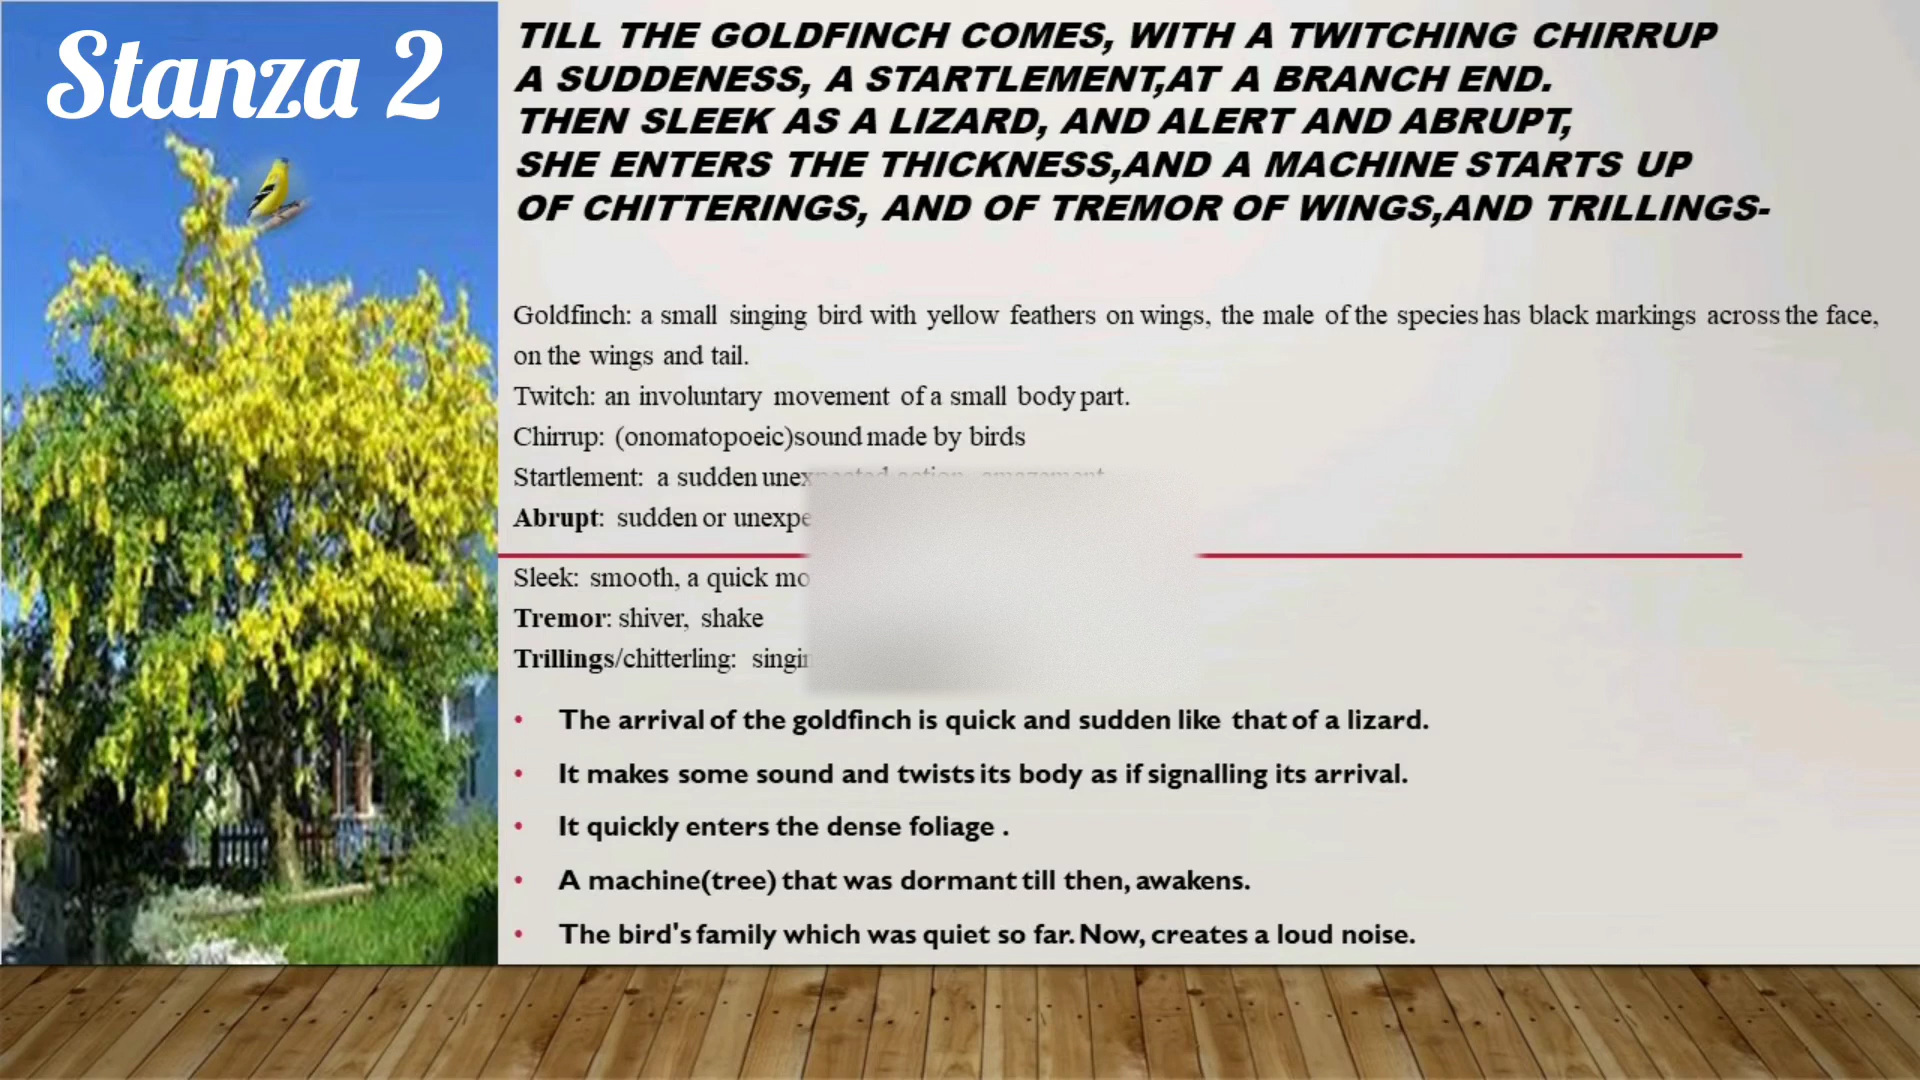 Stanza 2
TILL THE GOLDFINCH COMES, WITH A TWITCHING CHIRRUP
A SUDDENESS, A STARTLEMENT,AT A BRANCH END.
THEN SLEEK AS A LIZARD, AND ALERT AND ABRUPT,
SHE ENTERS THE THICKNESS,AND A MACHINE STARTS UP
OF CHITTERINGS, AND OF TREMOR OF WINGS,AND TRILLINGS-
Goldfinch: a small singing bird with yellow feathers on wings, the male of the species has black markings across the face,
on the wings and tail.
Twitch: an involuntary movement of a small body part.
Chirrup: (onomatopoeic)sound made by birds
Startlement: a sudden unexpected action, amazement
Abrupt: sudden or
Sleek: smooth, a quick
Tremor: shiver, shake
Trillings/chitterling:
• The arrival of the goldfinch is quick and sudden like that of a lizard.
• It makes some sound and twists its body as if signalling its arrival.
• It quickly enters the dense foliage .
• A machine(tree) that was dormant till then, awakens.
• The bird's family which was quiet so far. Now, creates a loud noise.